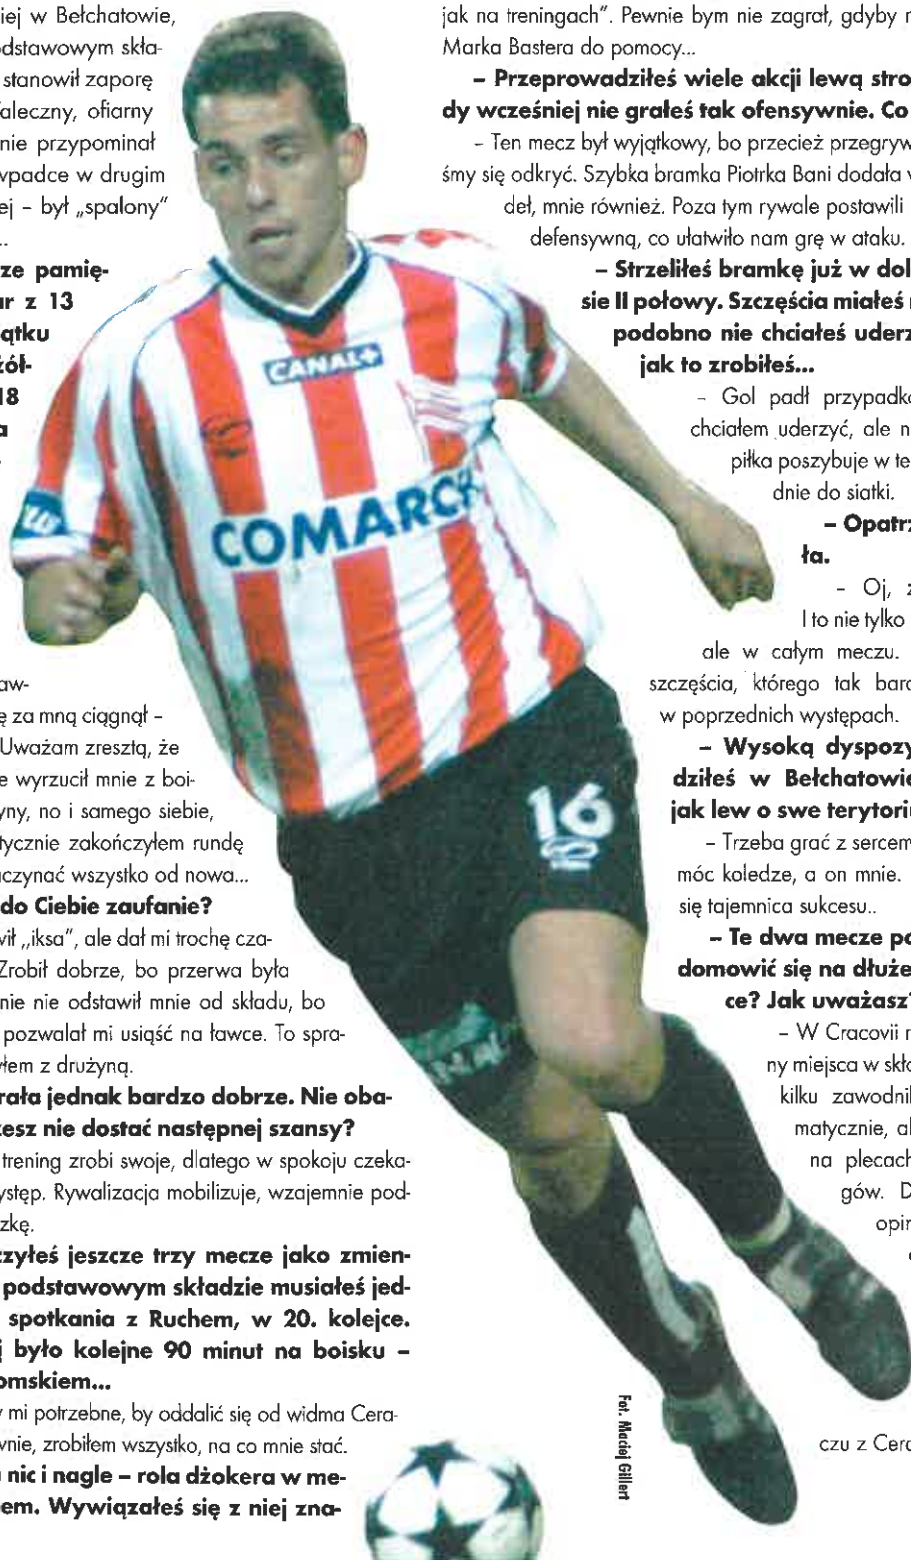 iej w Bełchatowie,
dstawowym skła-
stanowił zaporę
aleczny, ofiarny
nie przypominał
wpadce w drugim
ej – był „spalony”
..
ze pamię-
ar z 13
ątku
żół-
18
a
aw-
ę za mną ciągnął –
Uważam zresztą, że
e wyrzucił mnie z boi-
yny, no i samego siebie,
tycznie zakończyłem rundę
aczynać wszystko od nowa...
do Ciebie zaufanie?
wił „iksa”, ale dał mi trochę cza-
Zrobił dobrze, bo przerwa była
nie nie odstawił mnie od składu, bo
pozwalał mi usiąść na ławce. To spra-
yłem z drużyną.
rała jednak bardzo dobrze. Nie oba-
esz nie dostać następnej szansy?
trening zrobi swoje, dlatego w spokoju czeka-
ystęp. Rywalizacja mobilizuje, wzajemnie pod-
zkę.
czyłeś jeszcze trzy mecze jako zmien-
podstawowym składzie musiałeś jed-
spotkania z Ruchem, w 20. kolejce.
j było kolejne 90 minut na boisku –
omskiem...
y mi potrzebne, by oddalić się od widma Cera-
wnie, zrobiłem wszystko, na co mnie stać.
a nic i nagle – rola dżokera w me-
em. Wywiązałeś się z niej zna-
jak na treningach”. Pewnie bym nie zagrał, gdyby n
Marka Bastera do pomocy...
– Przeprowadziłeś wiele akcji lewą stro
dy wcześniej nie grałeś tak ofensywnie. Co
– Ten mecz był wyjątkowy, bo przecież przegryw
śmy się odkryć. Szybka bramka Piotrka Bani dodała w
deł, mnie również. Poza tym rywale postawili
defensywną, co ułatwiło nam grę w ataku.
– Strzeliłeś bramkę już w dol
sie II połowy. Szczęścia miałeś n
podobno nie chciałeś uderz
jak to zrobiłeś...
– Gol padł przypadko
chciałem uderzyć, ale n
piłka poszybuje w te
dnie do siatki.
– Opatrz
ła.
– Oj, z
I to nie tylko
ale w całym meczu.
szczęścia, którego tak bard
w poprzednich występach.
– Wysoką dyspozy
dziłeś w Bełchatowie
jak lew o swe terytoriu
– Trzeba grać z sercem
móc koledze, a on mnie.
się tajemnica sukcesu..
– Te dwa mecze po
domowić się na dłuże
ce? Jak uważasz?
– W Cracovii n
ny miejsca w skła
kilku zawodnik
matycznie, al
na plecach
gów. D
opin
czu z Cera
CANAL+
COMARCH
16
Fot. Maciej Gillert